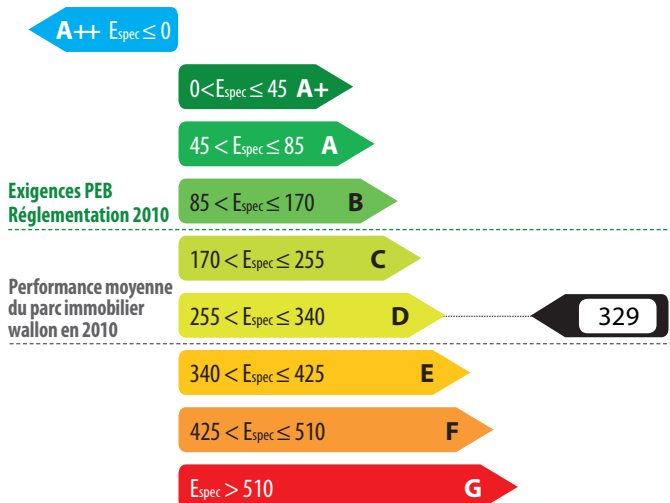 A++ Espec ≤ 0
0<Espec ≤ 45 A+
45 < Espec ≤ 85 A
Exigences PEB
Réglementation 2010
85 < Espec ≤ 170 B
170 < Espec ≤ 255 C
Performance moyenne
du parc immobilier
wallon en 2010
255 < Espec ≤ 340 D
329
340 < Espec ≤ 425 E
425 < Espec ≤ 510 F
Espec > 510 G